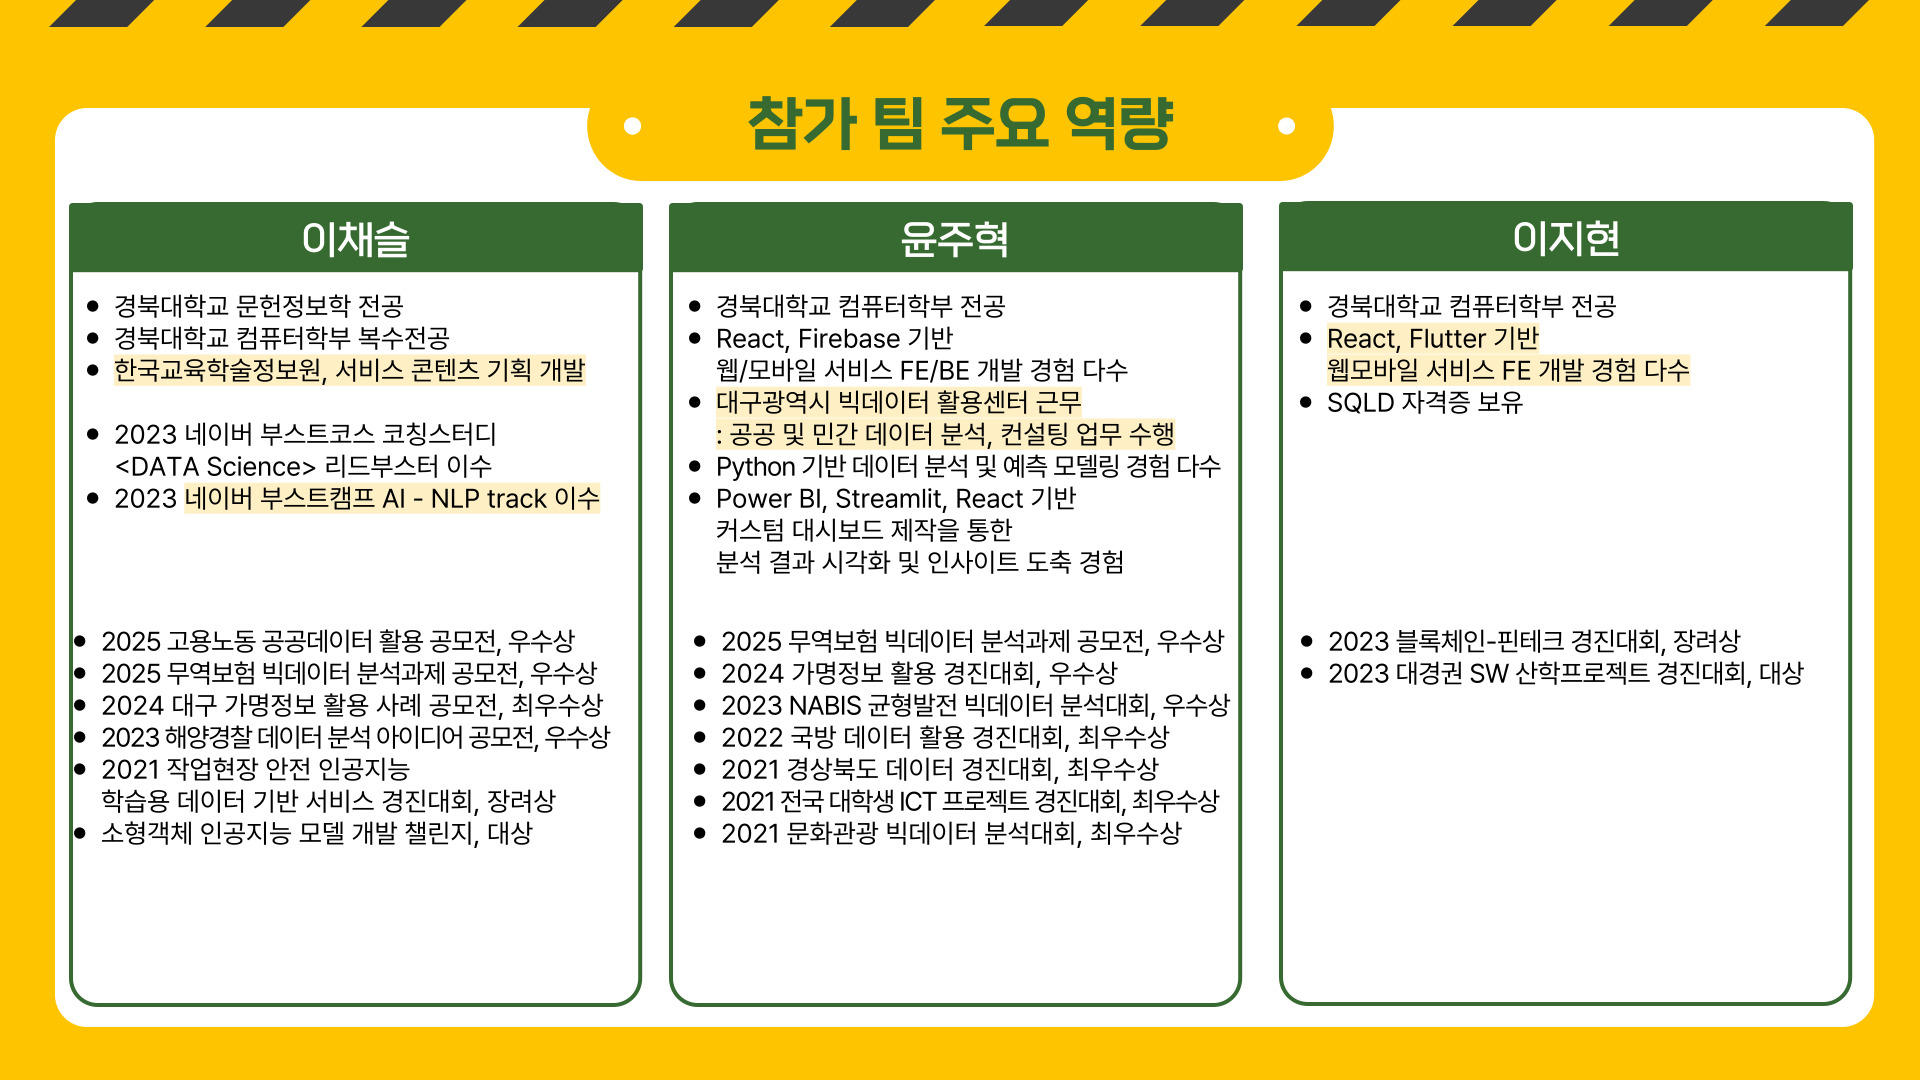 참가 팀 주요 역량
이채슬
• 경북대학교 문헌정보학 전공
• 경북대학교 컴퓨터학부 복수전공
• 한국교육학술정보원, 서비스 콘텐츠 기획 개발
• 2023 네이버 부스트코스 코칭스터디
<DATA Science> 리드부스터 이수
• 2023 네이버 부스트캠프 AI - NLP track 이수
• 2025 고용노동 공공데이터 활용 공모전, 우수상
• 2025 무역보험 빅데이터 분석과제 공모전, 우수상
• 2024 대구 가명정보 활용 사례 공모전, 최우수상
• 2023 해양경찰 데이터 분석 아이디어 공모전, 우수상
• 2021 작업현장 안전 인공지능
학습용 데이터 기반 서비스 경진대회, 장려상
• 소형객체 인공지능 모델 개발 챌린지, 대상
윤주혁
• 경북대학교 컴퓨터학부 전공
• React, Firebase 기반
웹/모바일 서비스 FE/BE 개발 경험 다수
• 대구광역시 빅데이터 활용센터 근무
: 공공 및 민간 데이터 분석, 컨설팅 업무 수행
• Python 기반 데이터 분석 및 예측 모델링 경험 다수
• Power BI, Streamlit, React 기반
커스텀 대시보드 제작을 통한
분석 결과 시각화 및 인사이트 도축 경험
• 2025 무역보험 빅데이터 분석과제 공모전, 우수상
• 2024 가명정보 활용 경진대회, 우수상
• 2023 NABIS 균형발전 빅데이터 분석대회, 우수상
• 2022 국방 데이터 활용 경진대회, 최우수상
• 2021 경상북도 데이터 경진대회, 최우수상
• 2021 전국 대학생 ICT 프로젝트 경진대회, 최우수상
• 2021 문화관광 빅데이터 분석대회, 최우수상
이지현
• 경북대학교 컴퓨터학부 전공
• React, Flutter 기반
웹모바일 서비스 FE 개발 경험 다수
• SQLD 자격증 보유
• 2023 블록체인-핀테크 경진대회, 장려상
• 2023 대경권 SW 산학프로젝트 경진대회, 대상